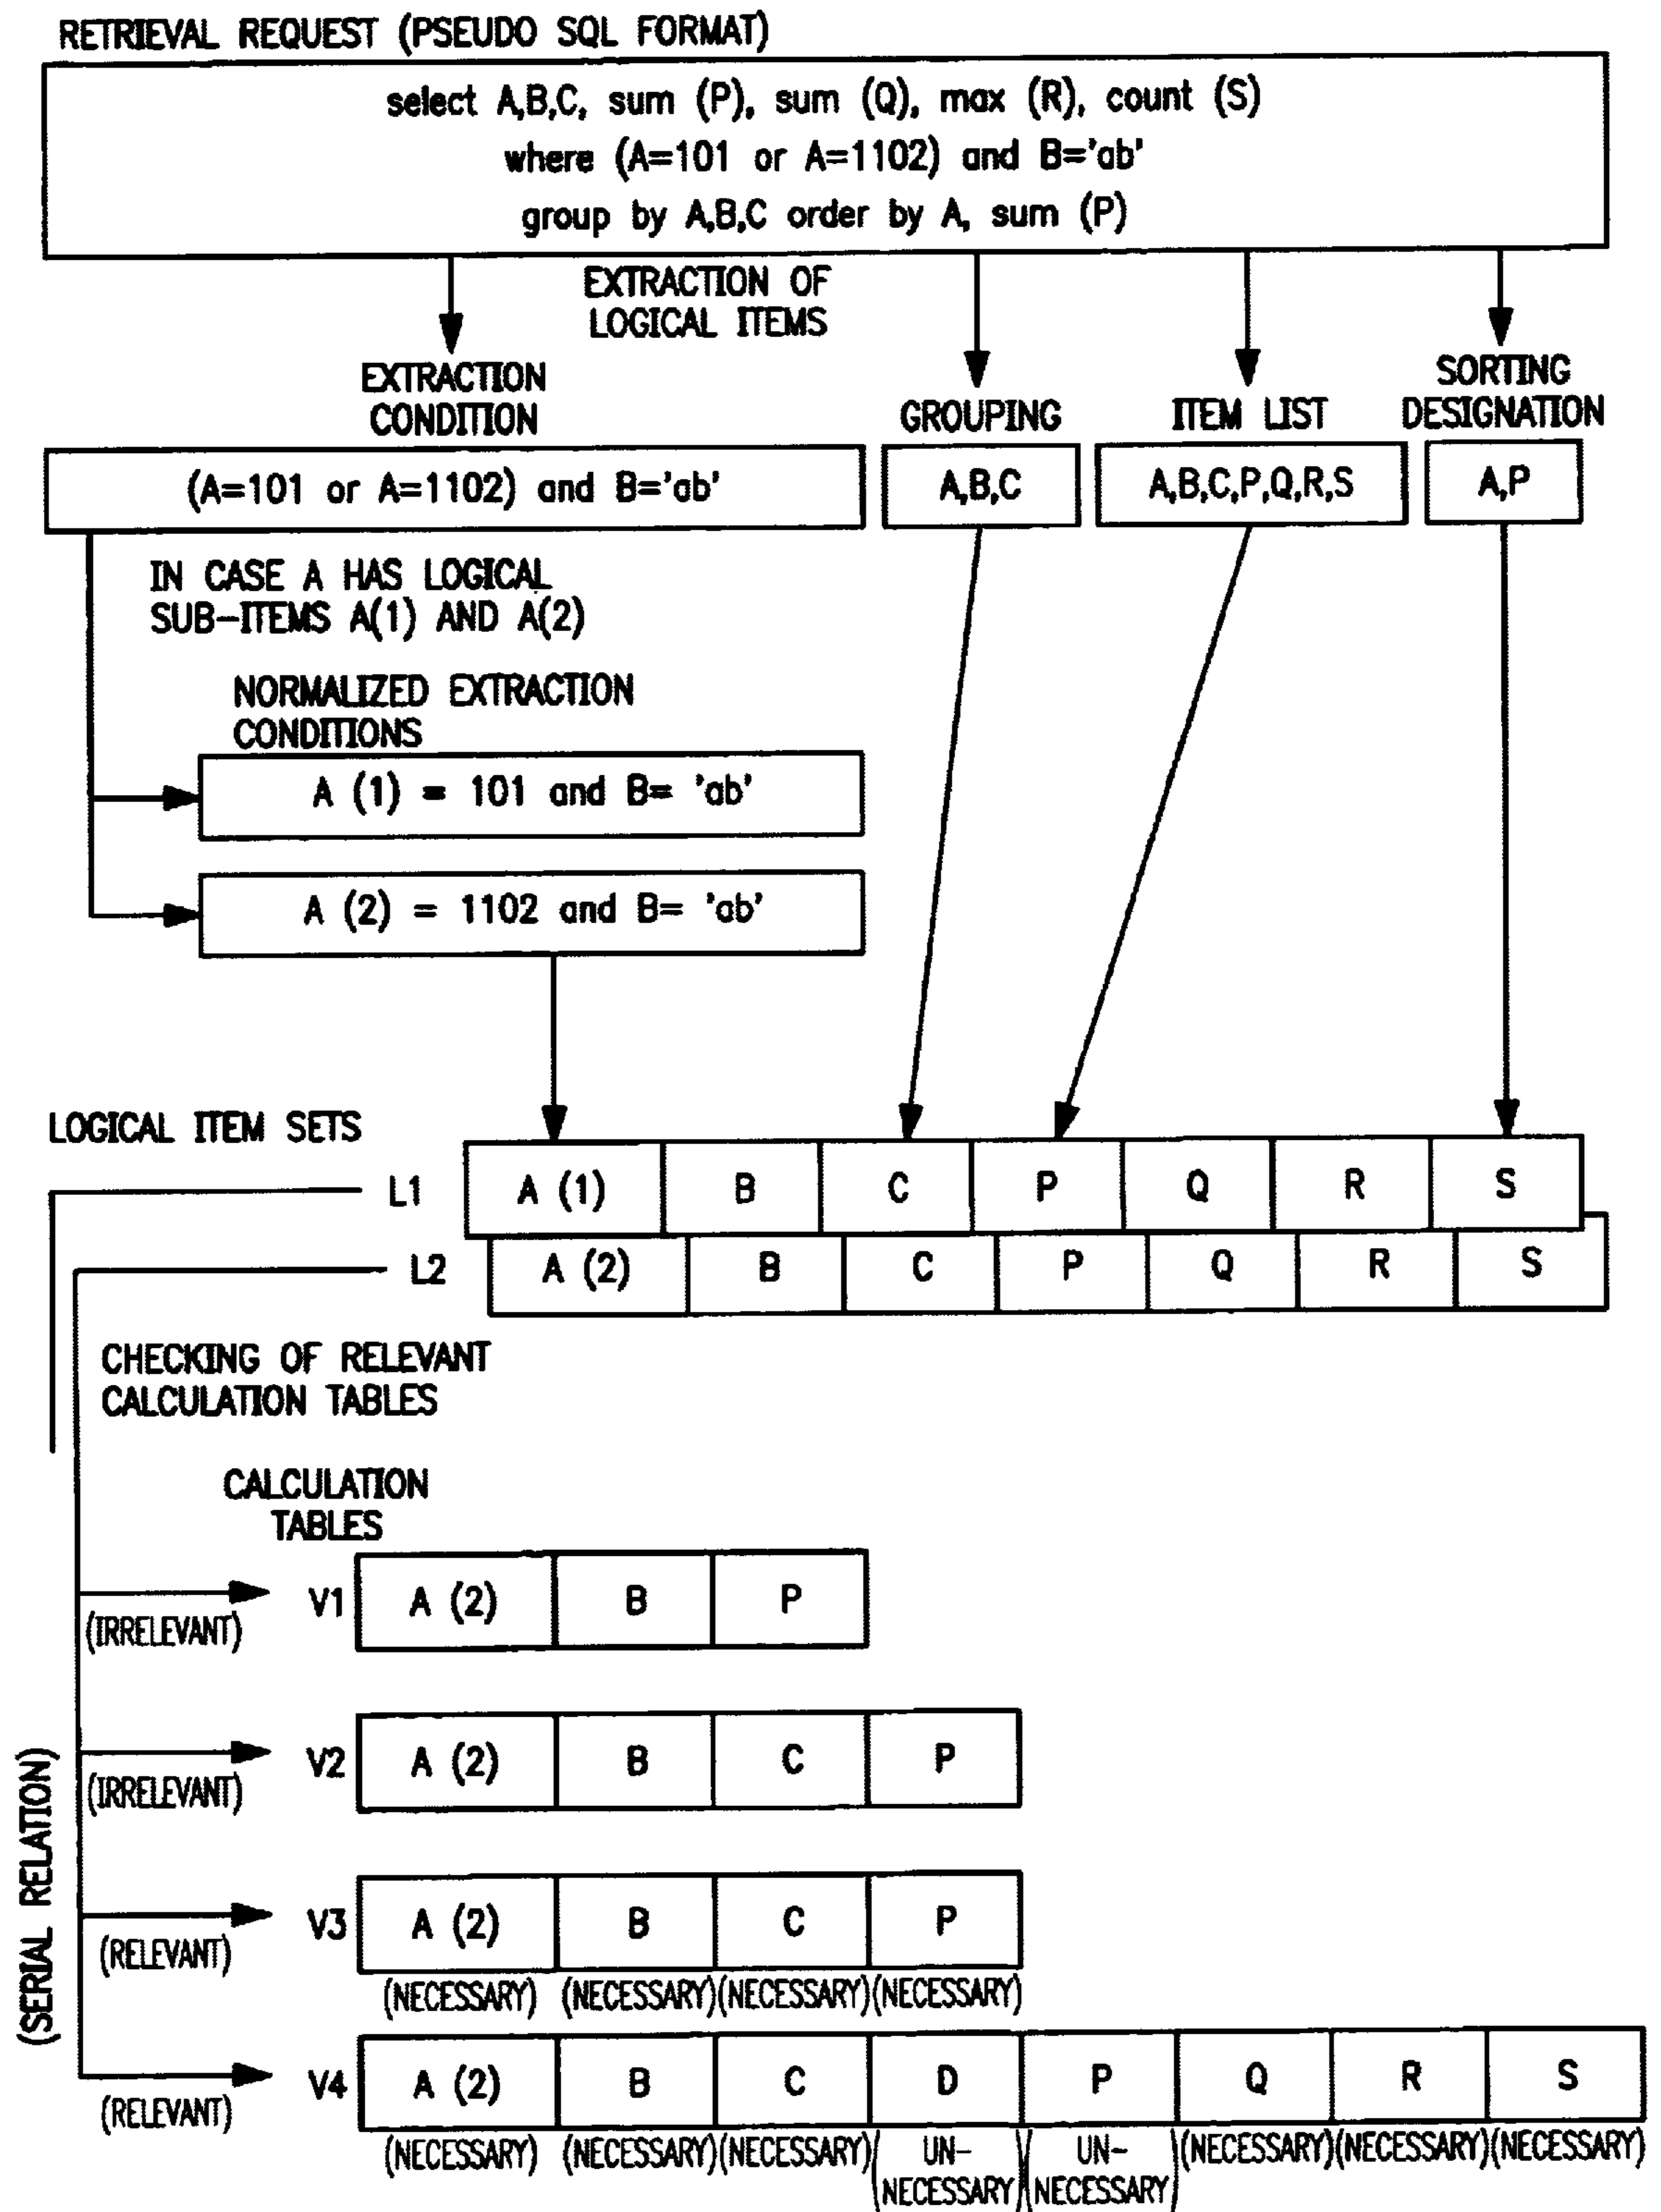 RETRIEVAL REQUEST (PSEUDO SQL FORMAT)
select A,B,C, sum (P), sum (Q), max (R), count (S)
where (A=101 or A=1102) and B='ab'
group by A,B,C order by A, sum (P)
EXTRACTION OF
LOGICAL ITEMS
EXTRACTION
CONDITION
GROUPING
ITEM LIST
SORTING
DESIGNATION
(A=101 or A=1102) and B='ab'
A,B,C
A,B,C,P,Q,R,S
A,P
IN CASE A HAS LOGICAL
SUB-ITEMS A(1) AND A(2)
NORMALIZED EXTRACTION
CONDITIONS
A (1) = 101 and B= 'ab'
A (2) = 1102 and B= 'ab'
LOGICAL ITEM SETS
L1 A (1) B C P Q R S
L2 A (2) B C P Q R S
CHECKING OF RELEVANT
CALCULATION TABLES
CALCULATION
TABLES
V1 A (2) B P
(IRRELEVANT)
V2 A (2) B C P
(IRRELEVANT)
(SERIAL RELATION)
V3 A (2) B C P
(RELEVANT)
(NECESSARY) (NECESSARY) (NECESSARY) (NECESSARY)
V4 A (2) B C D P Q R S
(RELEVANT)
(NECESSARY) (NECESSARY) (NECESSARY) (UN-NECESSARY) (UN-NECESSARY) (NECESSARY) (NECESSARY) (NECESSARY)